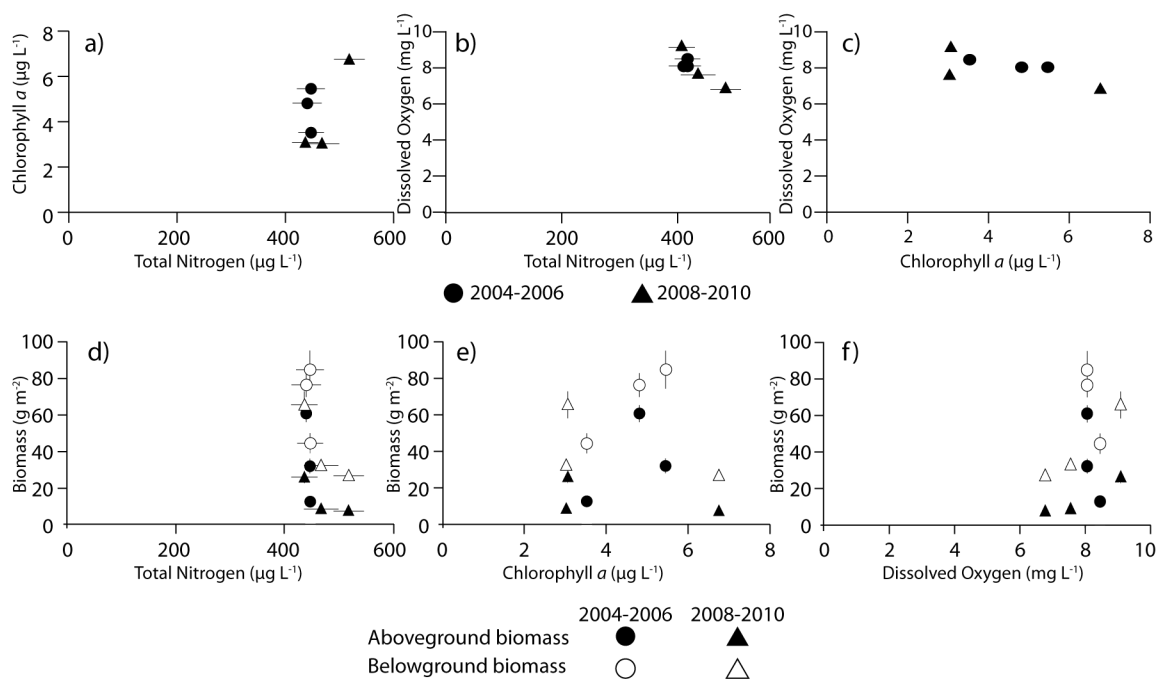 a)
Chlorophyll a (µg L-1)
8
6
4
2
0
0 200 400 600
Total Nitrogen (µg L-1)
b)
Dissolved Oxygen (mg L-1)
10
8
6
4
2
0
0 200 400 600
Total Nitrogen (µg L-1)
c)
Dissolved Oxygen (mg L-1)
10
8
6
4
2
0
0 2 4 6 8
Chlorophyll a (µg L-1)
2004-2006 2008-2010
d)
Biomass (g m-2)
100
80
60
40
20
0
0 200 400 600
Total Nitrogen (µg L-1)
e)
Biomass (g m-2)
100
80
60
40
20
0
0 2 4 6 8
Chlorophyll a (µg L-1)
f)
Biomass (g m-2)
100
80
60
40
20
0
0 2 4 6 8 10
Dissolved Oxygen (mg L-1)
2004-2006 2008-2010
Aboveground biomass
Belowground biomass